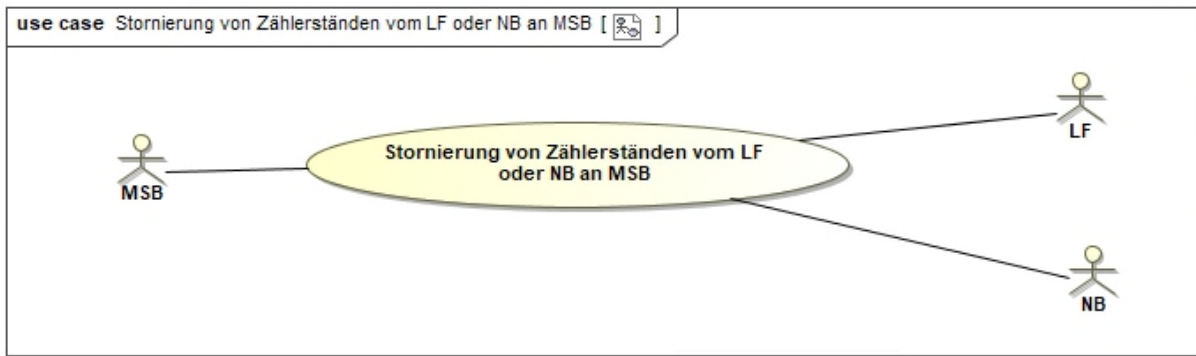 use case Stornierung von Zählerständen vom LF oder NB an MSB [ ]
LF
Stornierung von Zählerständen vom LF
oder NB an MSB
MSB
NB